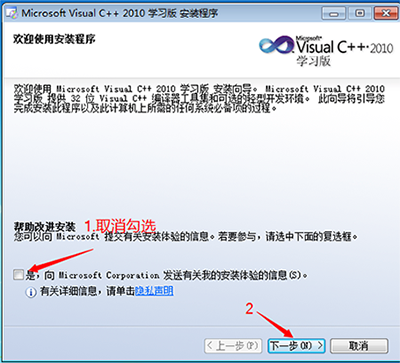 Microsoft Visual C++ 2010 学习版 安装程序
欢迎使用安装程序
Microsoft
Visual C++ 2010
学习版
欢迎使用 Microsoft Visual C++ 2010 学习版 安装向导。 Microsoft Visual C++ 2010
学习版 提供 32 位 Visual C++ 编译器工具集和可选的轻型开发环境。 此向导将引导您
完成安装此程序以及此计算机上所需的任何系统必备项的过程。
1.取消勾选
帮助改进安装
您可以向 Microsoft 提交有关安装体验的信息。若要参与，请选中下面的复选框。
是，向 Microsoft Corporation 发送有关我的安装体验的信息(S)。
有关详细信息，请单击隐私声明
2
< 上一步(P)
下一步(N) >
取消